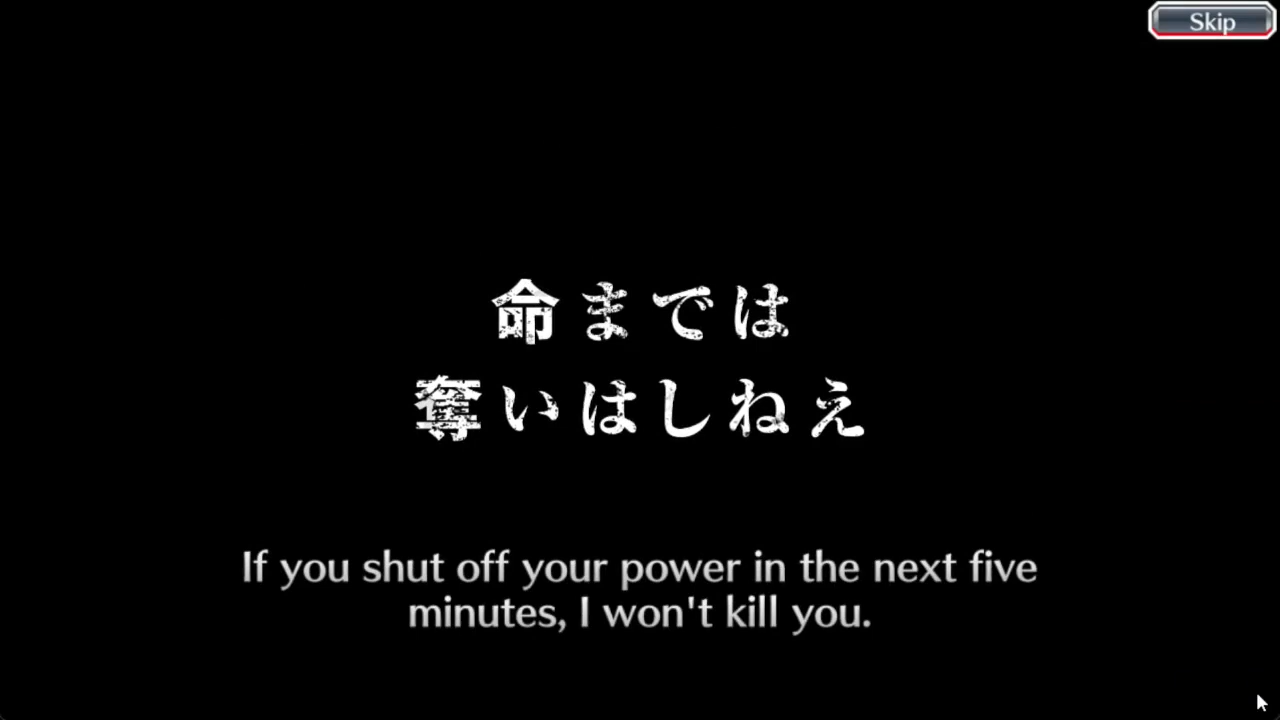 Skip
命までは
奪いはしねえ
If you shut off your power in the next five
minutes, I won't kill you.